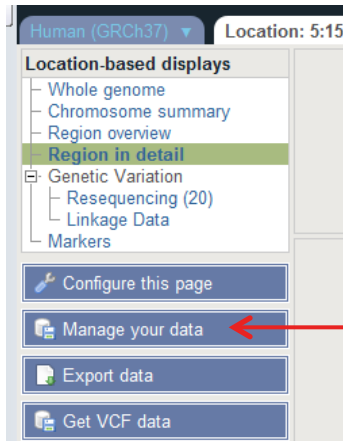 Human (GRCh37) ▼ Location: 5:15
Location-based displays
Whole genome
Chromosome summary
Region overview
Region in detail
Genetic Variation
Resequencing (20)
Linkage Data
Markers
Configure this page
Manage your data
Export data
Get VCF data